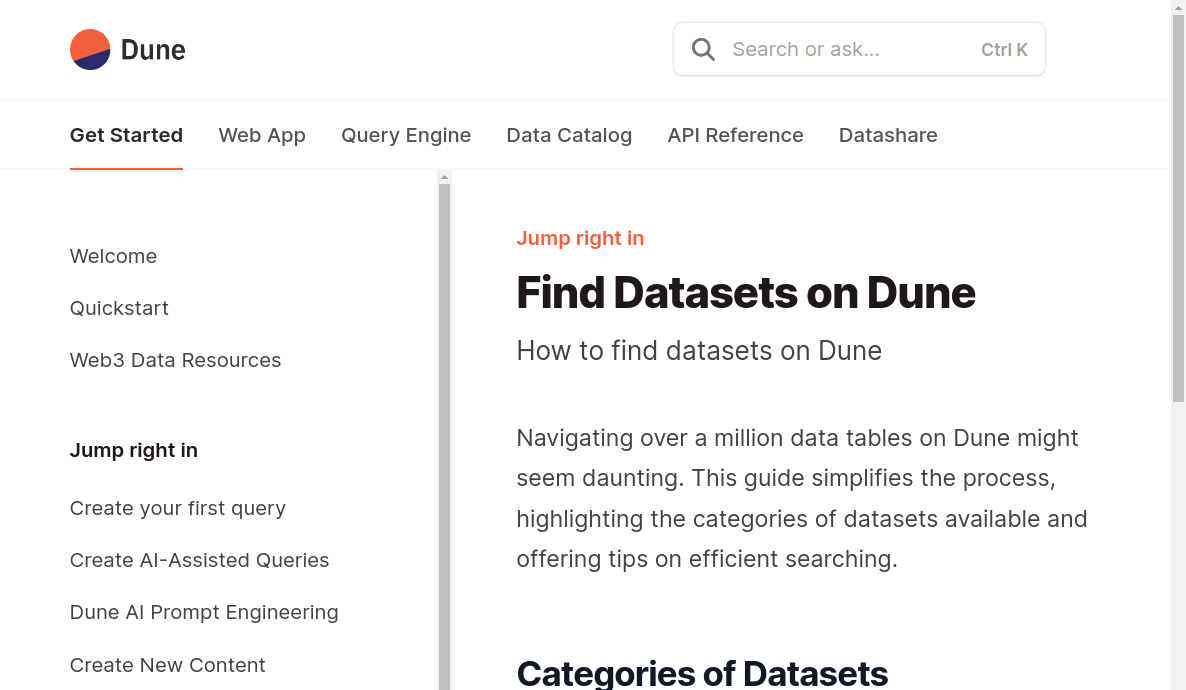 Dune
Search or ask...
Ctrl K
Get Started
Web App
Query Engine
Data Catalog
API Reference
Datashare
Welcome
Quickstart
Web3 Data Resources
Jump right in
Create your first query
Create AI-Assisted Queries
Dune AI Prompt Engineering
Create New Content
Jump right in
Find Datasets on Dune
How to find datasets on Dune
Navigating over a million data tables on Dune might
seem daunting. This guide simplifies the process,
highlighting the categories of datasets available and
offering tips on efficient searching.
Categories of Datasets